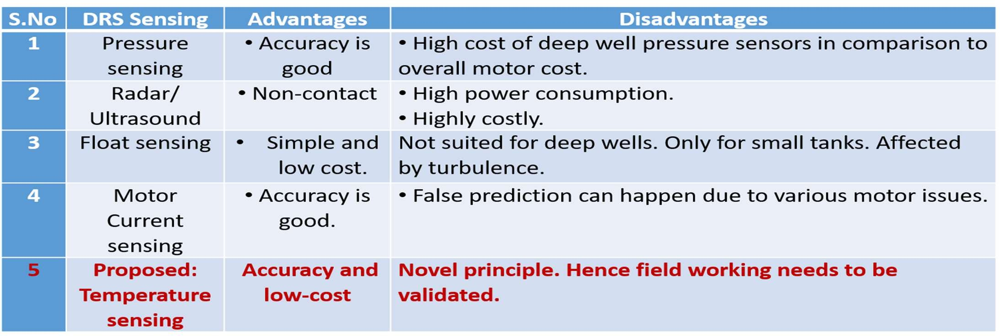 S.No DRS Sensing Advantages Disadvantages
1 Pressure • Accuracy is • High cost of deep well pressure sensors in comparison to
sensing good overall motor cost.
2 Radar/ • Non-contact • High power consumption.
Ultrasound • Highly costly.
3 Float sensing • Simple and Not suited for deep wells. Only for small tanks. Affected
low cost. by turbulence.
4 Motor • Accuracy is • False prediction can happen due to various motor issues.
Current good.
sensing
5 Proposed: Accuracy and Novel principle. Hence field working needs to be
Temperature low-cost validated.
sensing